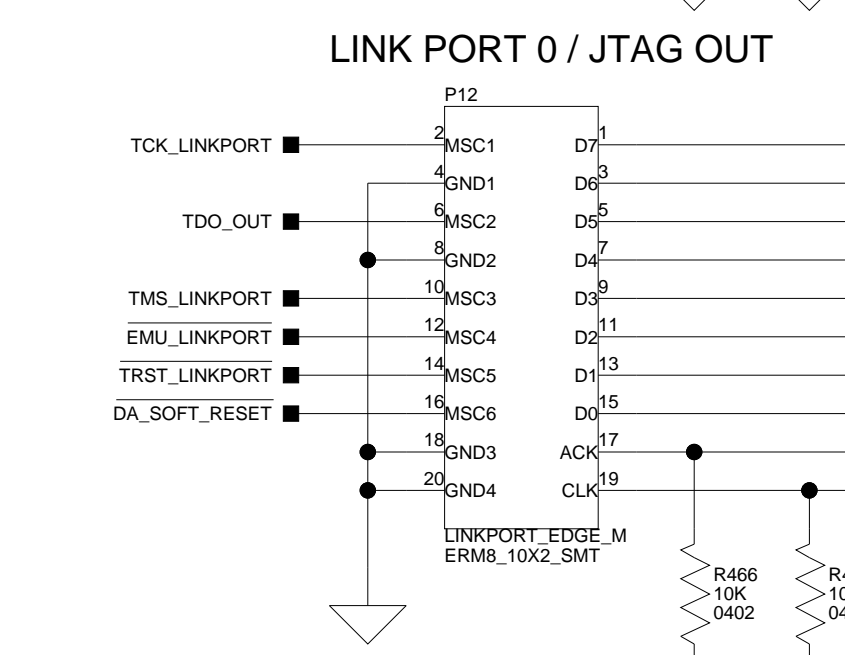 LINK PORT 0 / JTAG OUT
P12
TCK_LINKPORT 2 MSC1 D7 1
4 GND1 D6 3
TDO_OUT 6 MSC2 D5 5
8 GND2 D4 7
TMS_LINKPORT 10 MSC3 D3 9
EMU_LINKPORT 12 MSC4 D2 11
TRST_LINKPORT 14 MSC5 D1 13
DA_SOFT_RESET 16 MSC6 D0 15
18 GND3 ACK 17
20 GND4 CLK 19
LINKPORT_EDGE_M
ERM8_10X2_SMT
R466
10K
0402